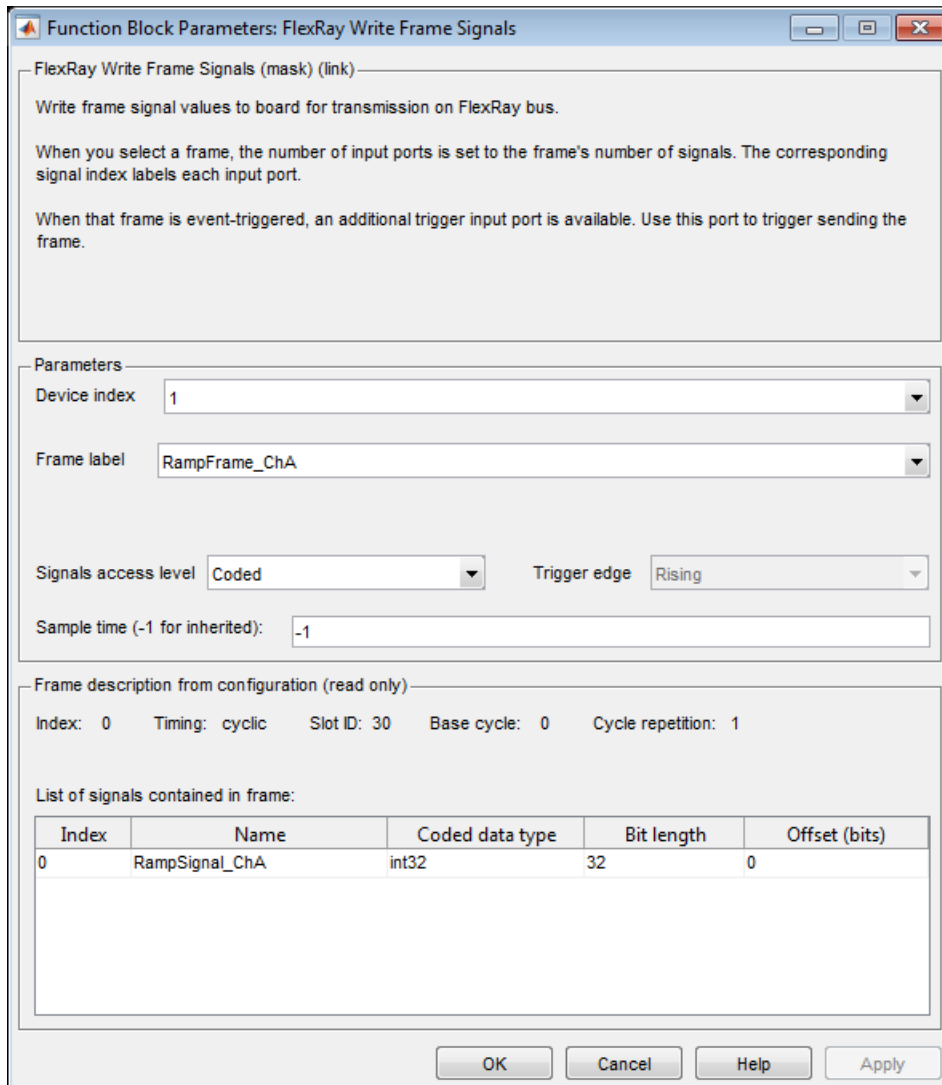 Function Block Parameters: FlexRay Write Frame Signals
FlexRay Write Frame Signals (mask) (link)
Write frame signal values to board for transmission on FlexRay bus.
When you select a frame, the number of input ports is set to the frame's number of signals. The corresponding
signal index labels each input port.
When that frame is event-triggered, an additional trigger input port is available. Use this port to trigger sending the
frame.
Parameters
Device index 1
Frame label RampFrame_ChA
Signals access level Coded Trigger edge Rising
Sample time (-1 for inherited): -1
Frame description from configuration (read only)
Index: 0 Timing: cyclic Slot ID: 30 Base cycle: 0 Cycle repetition: 1
List of signals contained in frame:
Index Name Coded data type Bit length Offset (bits)
0 RampSignal_ChA int32 32 0
OK Cancel Help Apply